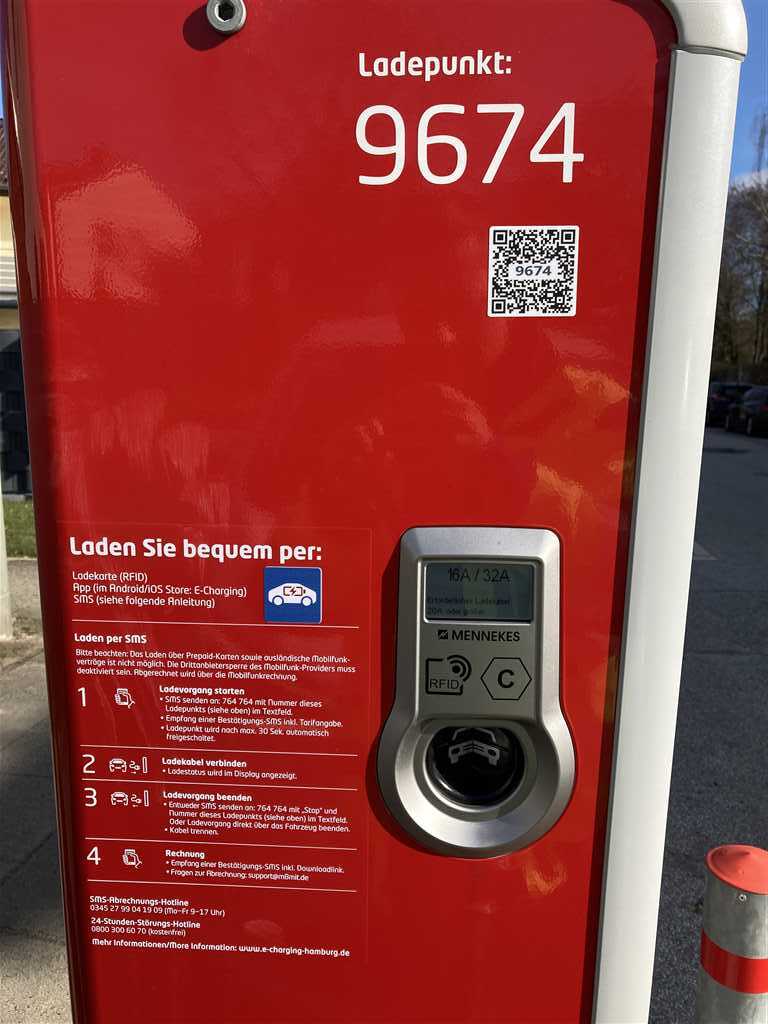 Ladepunkt:
9674
9674
Laden Sie bequem per:
Ladekarte (RFID)
App (im Android/iOS Store: E-Charging)
SMS (siehe folgende Anleitung)
Laden per SMS
Bitte beachten: Das Laden über Prepaid-Karten sowie ausländische Mobilfunk-
verträge ist nicht möglich. Die Drittanbietersperre des Mobilfunk-Providers muss
deaktiviert sein. Abgerechnet wird über die Mobilfunkrechnung.
1 Ladevorgang starten
• SMS senden an: 764 764 mit Nummer dieses
Ladepunkts (siehe oben) im Textfeld.
• Empfang einer Bestätigungs-SMS inkl. Tarifangabe.
• Ladepunkt wird nach max. 30 Sek. automatisch
freigeschaltet.
2 Ladekabel verbinden
• Ladestatus wird im Display angezeigt.
3 Ladevorgang beenden
• Entweder SMS senden an: 764 764 mit „Stop" und
Nummer dieses Ladepunkts (siehe oben) im Textfeld.
Oder Ladevorgang direkt über das Fahrzeug beenden.
• Kabel trennen.
4 Rechnung
• Empfang einer Bestätigungs-SMS inkl. Downloadlink.
• Fragen zur Abrechnung: support@m8mit.de
SMS-Abrechnungs-Hotline
0345 27 99 04 19 09 (Mo-Fr 9-17 Uhr)
24-Stunden-Störungs-Hotline
0800 300 60 70 (kostenfrei)
Mehr Informationen/More Information: www.e-charging-hamburg.de
16A / 32A
Erforderliches Ladekabel
20A oder größer
MENNEKES
RFID
C